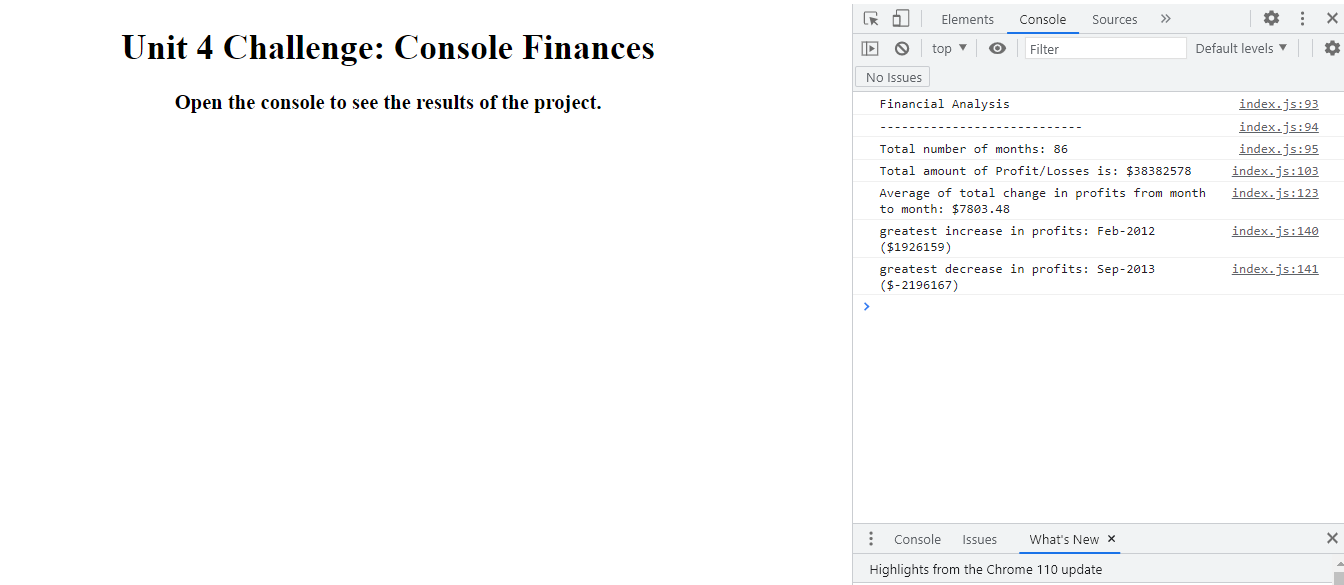 Unit 4 Challenge: Console Finances
Open the console to see the results of the project.
Elements Console Sources »
top ▼ Filter Default levels ▼
No Issues
Financial Analysis index.js:93
---------------------------- index.js:94
Total number of months: 86 index.js:95
Total amount of Profit/Losses is: $38382578 index.js:103
Average of total change in profits from month index.js:123
to month: $7803.48
greatest increase in profits: Feb-2012 index.js:140
($1926159)
greatest decrease in profits: Sep-2013 index.js:141
($-2196167)
Console Issues What's New ×
Highlights from the Chrome 110 update